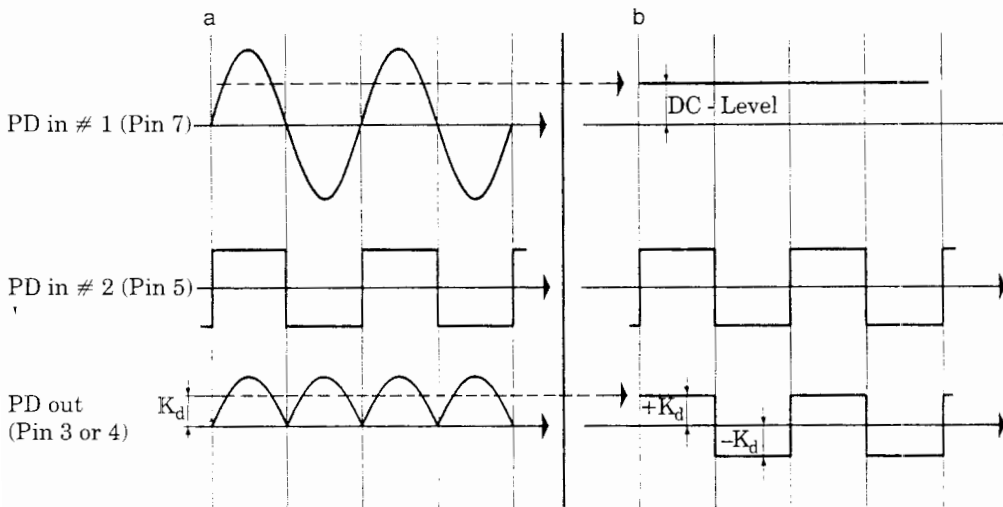 a
b
PD in # 1 (Pin 7)
DC - Level
PD in # 2 (Pin 5)
PD out
(Pin 3 or 4)
K_d
+K_d
–K_d